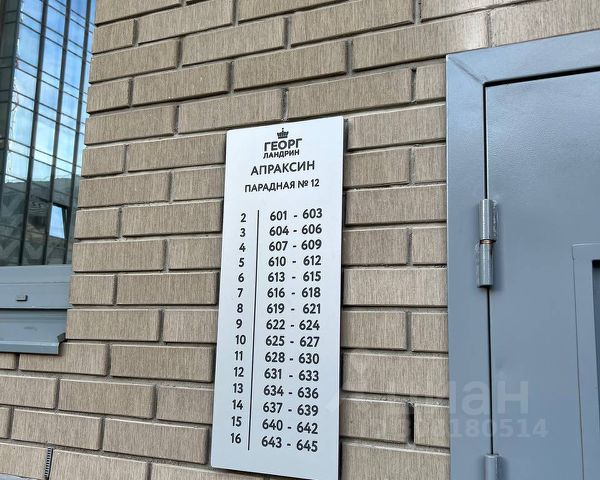 ГЕОРГ
ЛАНДРИН
АПРАКСИН
ПАРАДНАЯ № 12
2 601 - 603
3 604 - 606
4 607 - 609
5 610 - 612
6 613 - 615
7 616 - 618
8 619 - 621
9 622 - 624
10 625 - 627
11 628 - 630
12 631 - 633
13 634 - 636
14 637 - 639
15 640 - 642
16 643 - 645